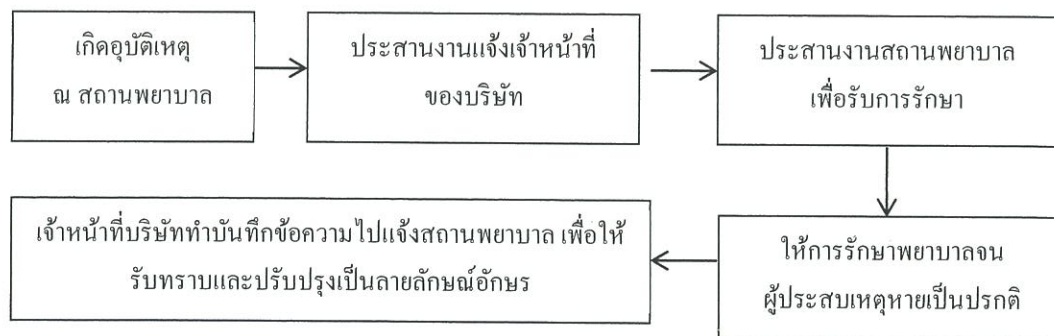 เกิดอุบัติเหตุ
ณ สถานพยาบาล
ประสานงานแจ้งเจ้าหน้าที่
ของบริษัท
ประสานงานสถานพยาบาล
เพื่อรับการรักษา
ให้การรักษาพยาบาลจน
ผู้ประสบเหตุหายเป็นปรกติ
เจ้าหน้าที่บริษัททำบันทึกข้อความไปแจ้งสถานพยาบาล เพื่อให้
รับทราบและปรับปรุงเป็นลายลักษณ์อักษร